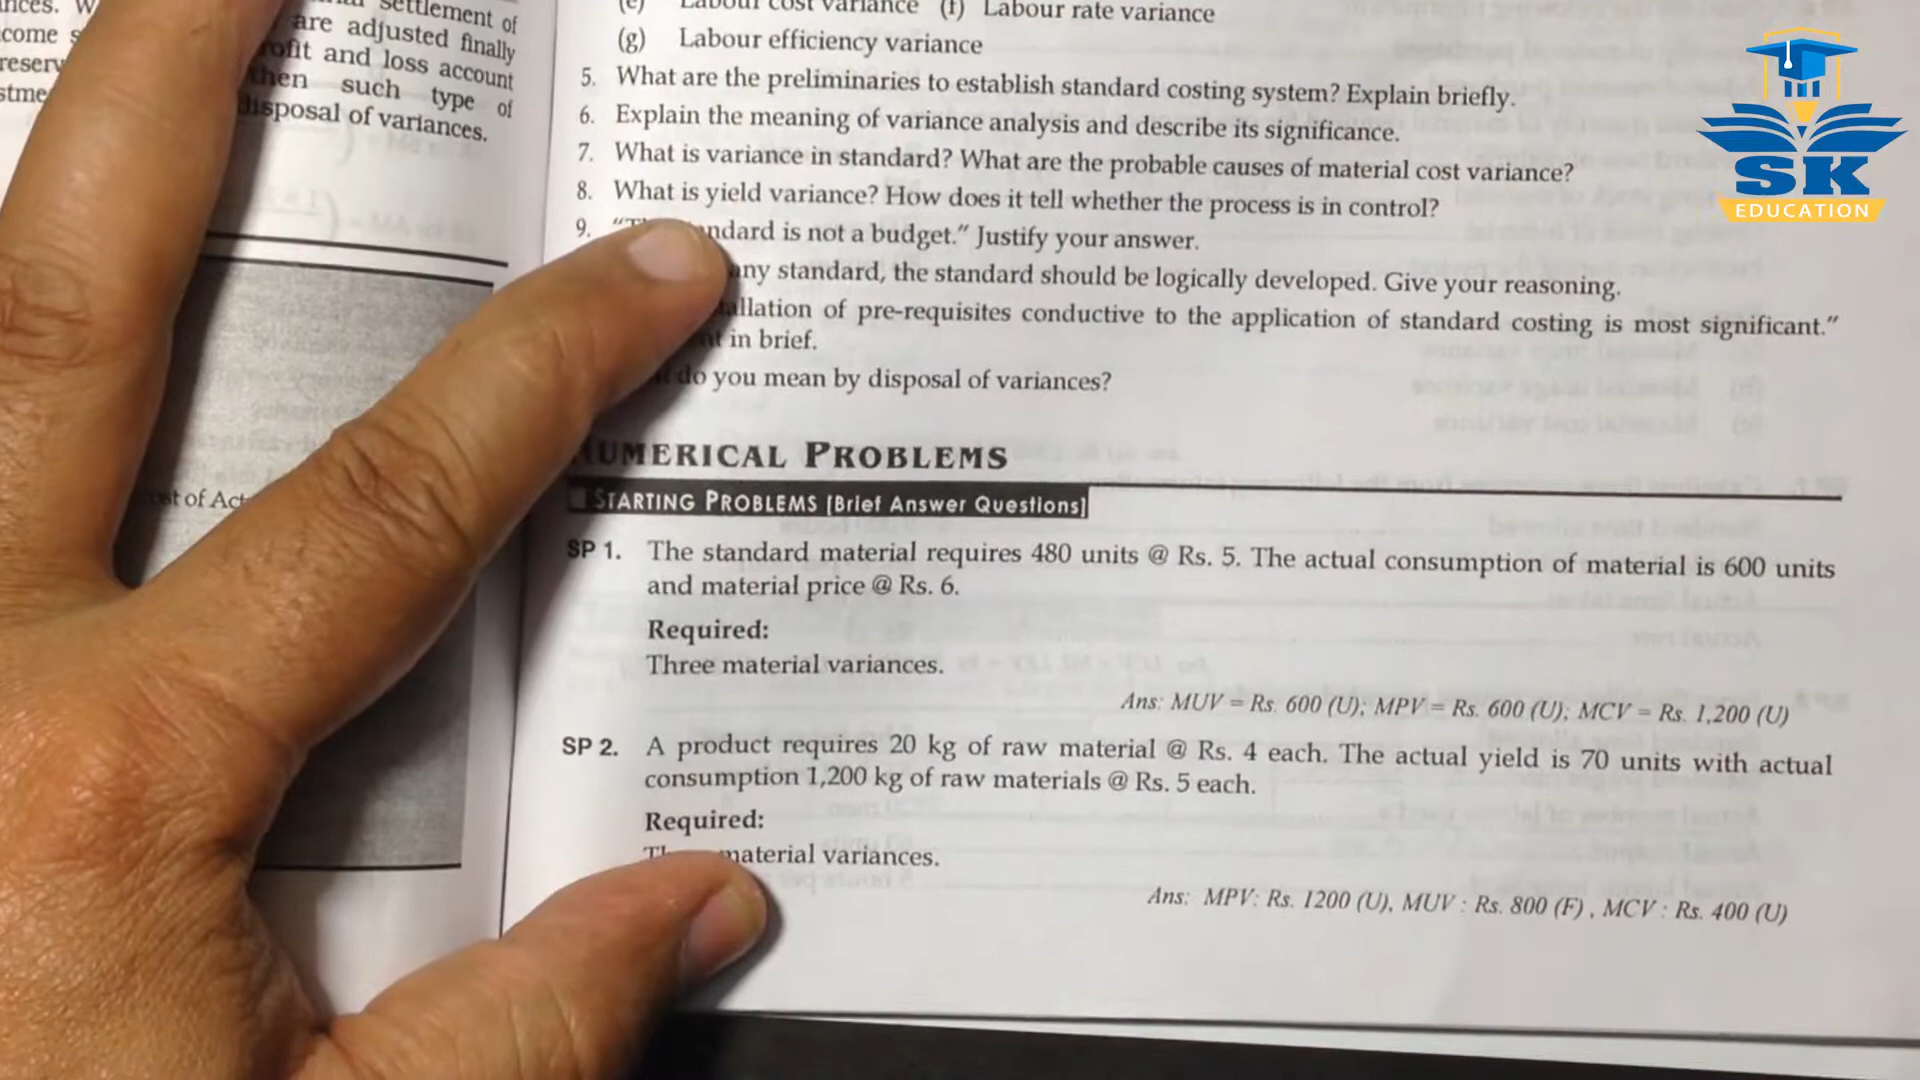 settlement of
are adjusted finally
ofit and loss account
then such type of
disposal of variances.
come
reserv
st of Act
(e) Labour cost variance (f) Labour rate variance
(g) Labour efficiency variance
5. What are the preliminaries to establish standard costing system? Explain briefly.
6. Explain the meaning of variance analysis and describe its significance.
7. What is variance in standard? What are the probable causes of material cost variance?
8. What is yield variance? How does it tell whether the process is in control?
9. ndard is not a budget." Justify your answer.
any standard, the standard should be logically developed. Give your reasoning.
allation of pre-requisites conductive to the application of standard costing is most significant."
in brief.
do you mean by disposal of variances?
UMERICAL PROBLEMS
STARTING PROBLEMS [Brief Answer Questions]
SP 1. The standard material requires 480 units @ Rs. 5. The actual consumption of material is 600 units
and material price @ Rs. 6.
Required:
Three material variances.
Ans: MUV = Rs. 600 (U); MPV = Rs. 600 (U); MCV = Rs. 1,200 (U)
SP 2. A product requires 20 kg of raw material @ Rs. 4 each. The actual yield is 70 units with actual
consumption 1,200 kg of raw materials @ Rs. 5 each.
Required:
material variances.
Ans: MPV: Rs. 1200 (U), MUV : Rs. 800 (F) , MCV : Rs. 400 (U)
SK
EDUCATION